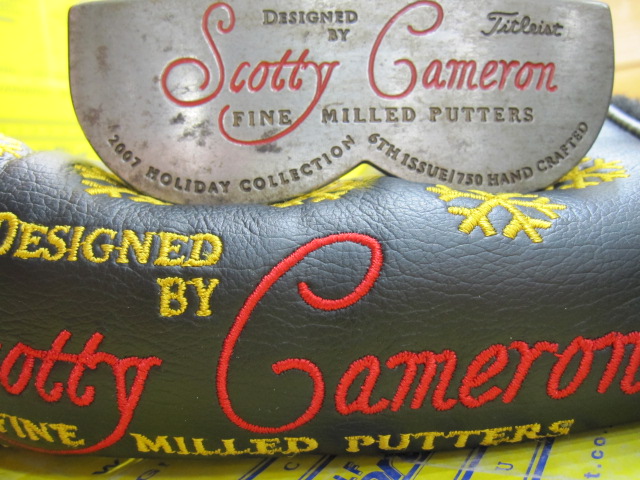 DESIGNED
BY
Titleist
Scotty Cameron
FINE MILLED PUTTERS
2007 HOLIDAY COLLECTION 6TH ISSUE/750 HAND CRAFTED
DESIGNED
BY
cotty Cameron
FINE MILLED PUTTERS